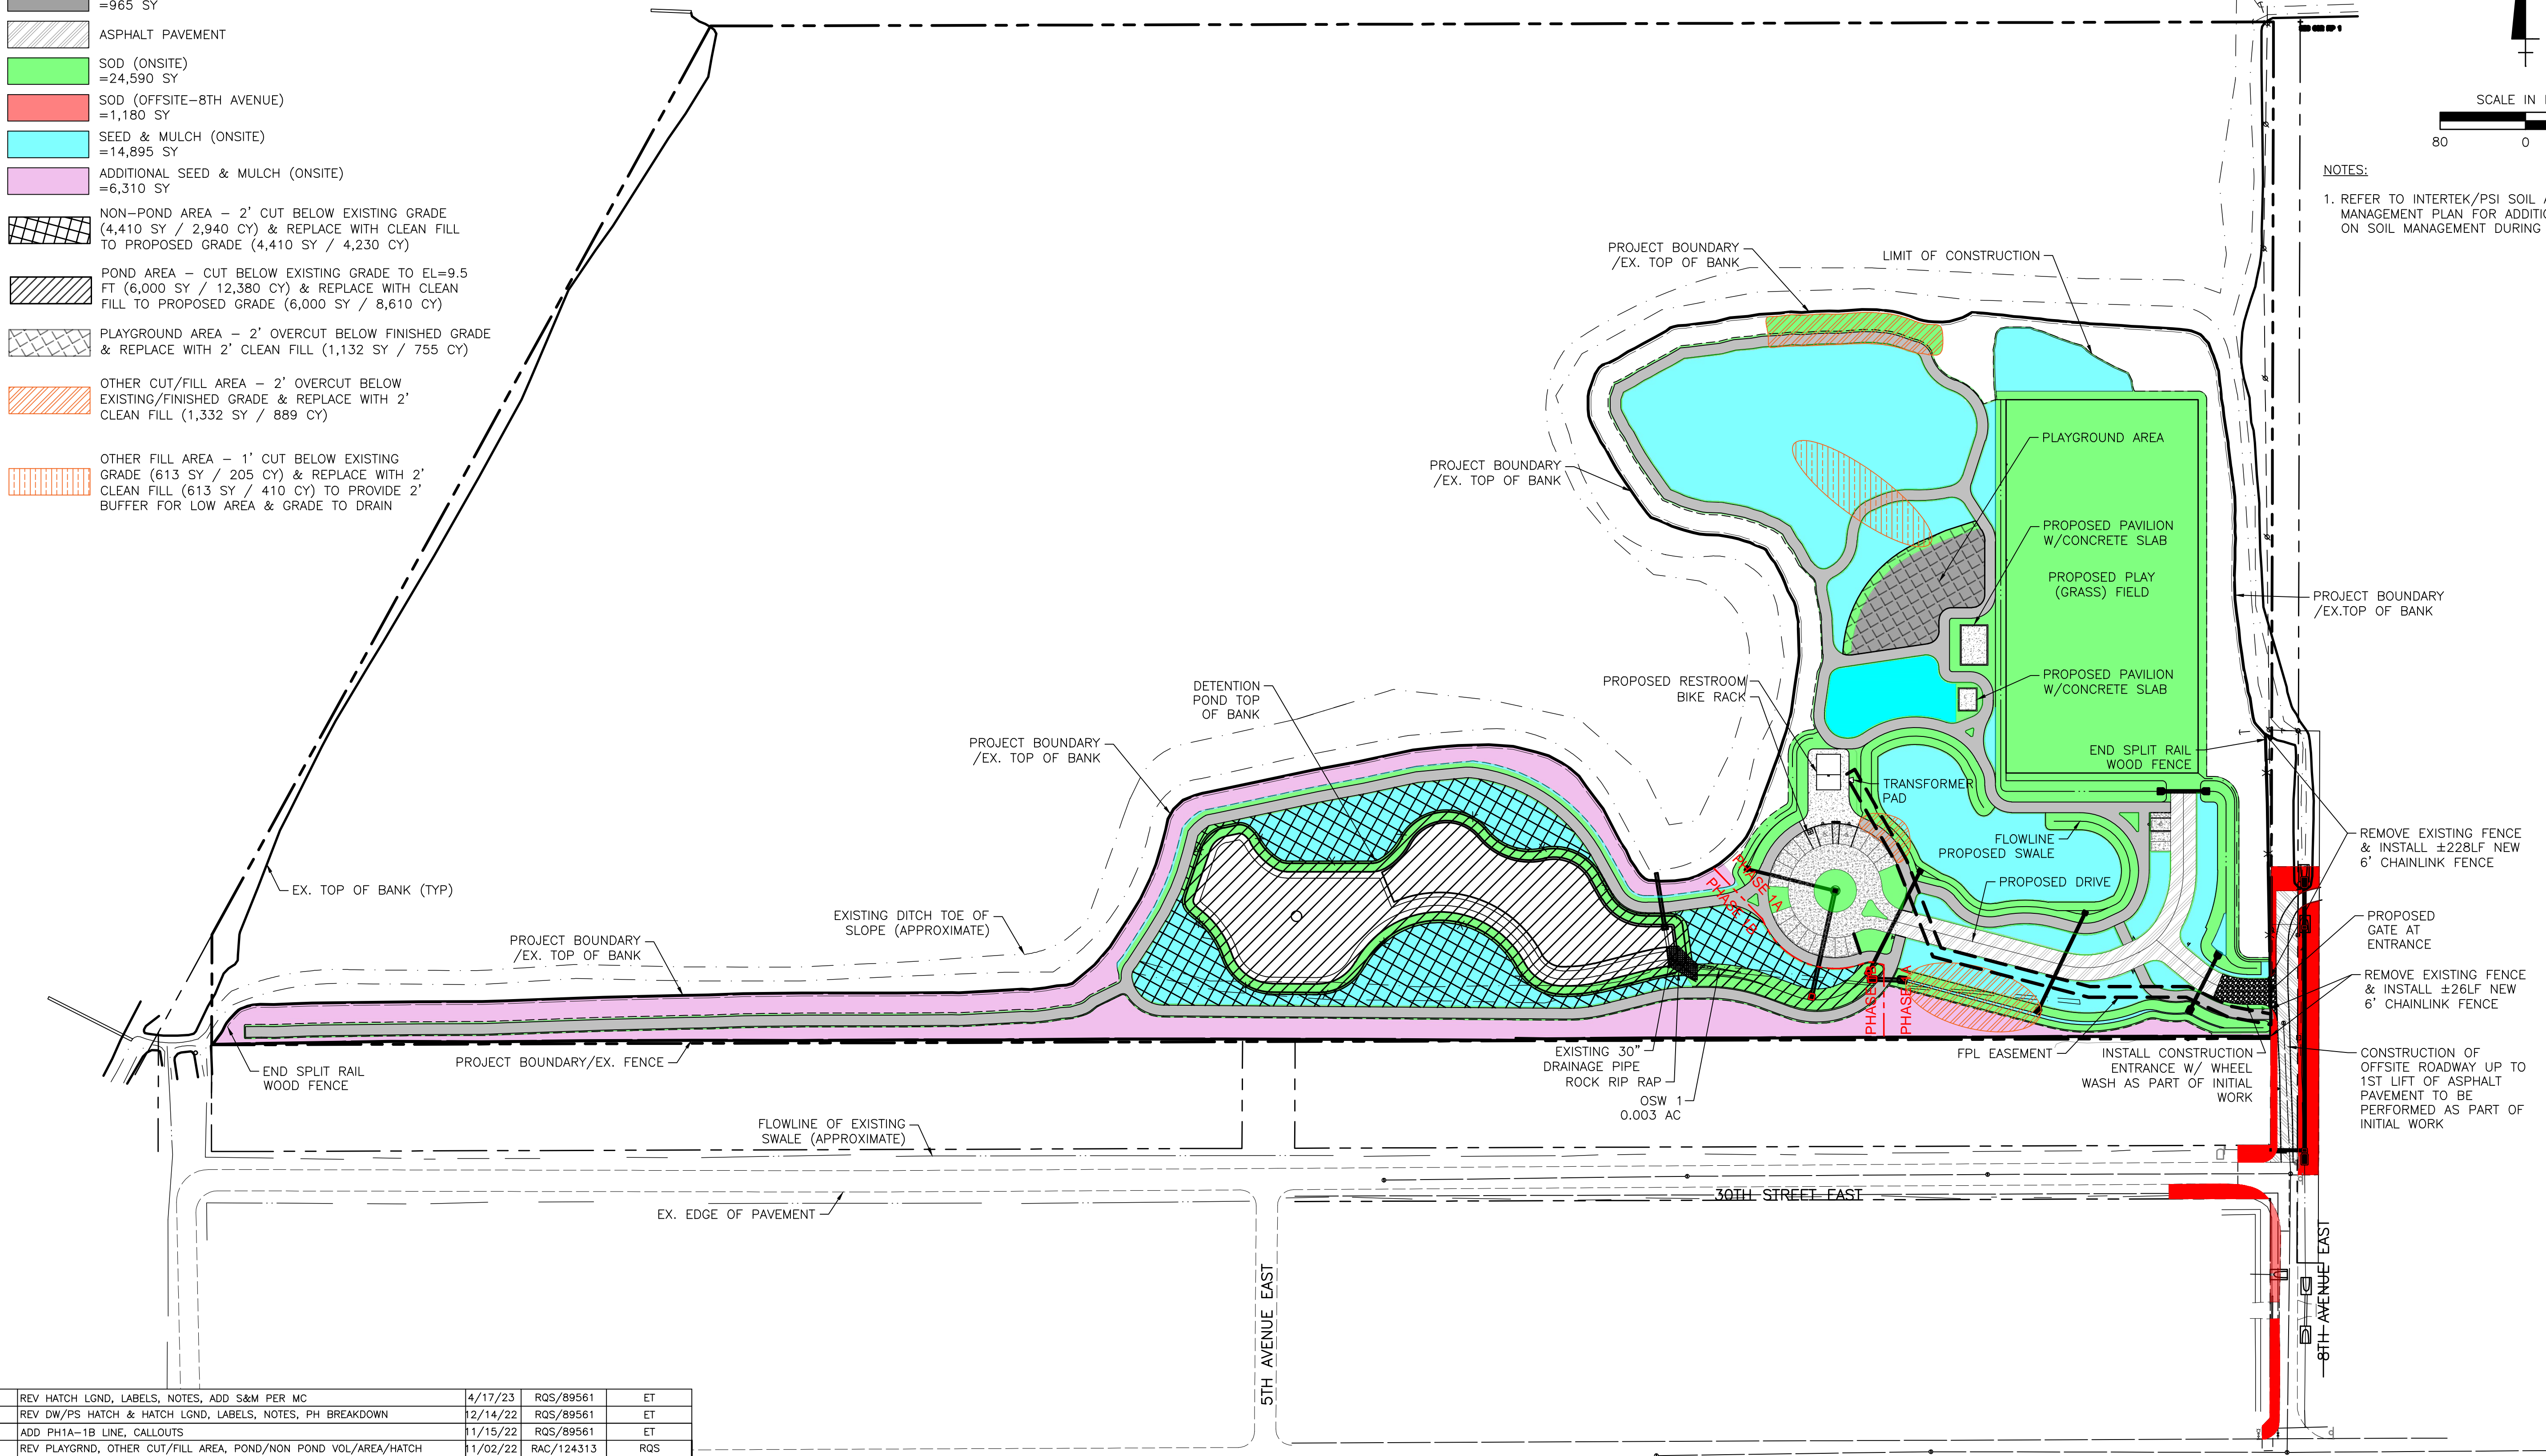 =965 SY
ASPHALT PAVEMENT
SOD (ONSITE)
=24,590 SY
SOD (OFFSITE-8TH AVENUE)
=1,180 SY
SEED & MULCH (ONSITE)
=14,895 SY
ADDITIONAL SEED & MULCH (ONSITE)
=6,310 SY
NON-POND AREA - 2' CUT BELOW EXISTING GRADE
(4,410 SY / 2,940 CY) & REPLACE WITH CLEAN FILL
TO PROPOSED GRADE (4,410 SY / 4,230 CY)
POND AREA - CUT BELOW EXISTING GRADE TO EL=9.5
FT (6,000 SY / 12,380 CY) & REPLACE WITH CLEAN
FILL TO PROPOSED GRADE (6,000 SY / 8,610 CY)
PLAYGROUND AREA - 2' OVERCUT BELOW FINISHED GRADE
& REPLACE WITH 2' CLEAN FILL (1,132 SY / 755 CY)
OTHER CUT/FILL AREA - 2' OVERCUT BELOW
EXISTING/FINISHED GRADE & REPLACE WITH 2'
CLEAN FILL (1,332 SY / 889 CY)
OTHER FILL AREA - 1' CUT BELOW EXISTING
GRADE (613 SY / 205 CY) & REPLACE WITH 2'
CLEAN FILL (613 SY / 410 CY) TO PROVIDE 2'
BUFFER FOR LOW AREA & GRADE TO DRAIN
SCALE IN
80
0
NOTES:
1. REFER TO INTERTEK/PSI SOIL
MANAGEMENT PLAN FOR
ON SOIL MANAGEMENT DURING
PROJECT BOUNDARY
/EX. TOP OF BANK
LIMIT OF CONSTRUCTION
PLAYGROUND AREA
PROJECT BOUNDARY
/EX. TOP OF BANK
PROPOSED PAVILION
W/CONCRETE SLAB
PROPOSED PLAY
(GRASS) FIELD
PROJECT BOUNDARY
/EX.TOP OF BANK
PROPOSED RESTROOM
BIKE RACK
PROPOSED PAVILION
W/CONCRETE SLAB
DETENTION
POND TOP
OF BANK
PROJECT BOUNDARY
/EX. TOP OF BANK
END SPLIT RAIL
WOOD FENCE
TRANSFORMER
PAD
FLOWLINE
PROPOSED SWALE
REMOVE EXISTING FENCE
& INSTALL ±228LF NEW
6' CHAINLINK FENCE
PROPOSED DRIVE
PHASE 1A
PHASE 1B
EX. TOP OF BANK (TYP)
EXISTING DITCH TOE OF
SLOPE (APPROXIMATE)
PROPOSED
GATE AT
ENTRANCE
PROJECT BOUNDARY
/EX. TOP OF BANK
REMOVE EXISTING FENCE
& INSTALL ±26LF NEW
6' CHAINLINK FENCE
PHASE
PHASE
PROJECT BOUNDARY/EX. FENCE
END SPLIT RAIL
WOOD FENCE
EXISTING 30"
DRAINAGE PIPE
ROCK RIP RAP
OSW 1
0.003 AC
FPL EASEMENT
INSTALL CONSTRUCTION
ENTRANCE W/ WHEEL
WASH AS PART OF INITIAL
WORK
CONSTRUCTION OF
OFFSITE ROADWAY UP TO
1ST LIFT OF ASPHALT
PAVEMENT TO BE
PERFORMED AS PART OF
INITIAL WORK
FLOWLINE OF EXISTING
SWALE (APPROXIMATE)
30TH STREET EAST
EX. EDGE OF PAVEMENT
5TH AVENUE EAST
8TH AVENUE EAST
REV HATCH LGND, LABELS, NOTES, ADD S&M PER MC 4/17/23 RQS/89561 ET
REV DW/PS HATCH & HATCH LGND, LABELS, NOTES, PH BREAKDOWN 12/14/22 RQS/89561 ET
ADD PH1A-1B LINE, CALLOUTS 11/15/22 RQS/89561 ET
REV PLAYGRND, OTHER CUT/FILL AREA, POND/NON POND VOL/AREA/HATCH 11/02/22 RAC/124313 RQS